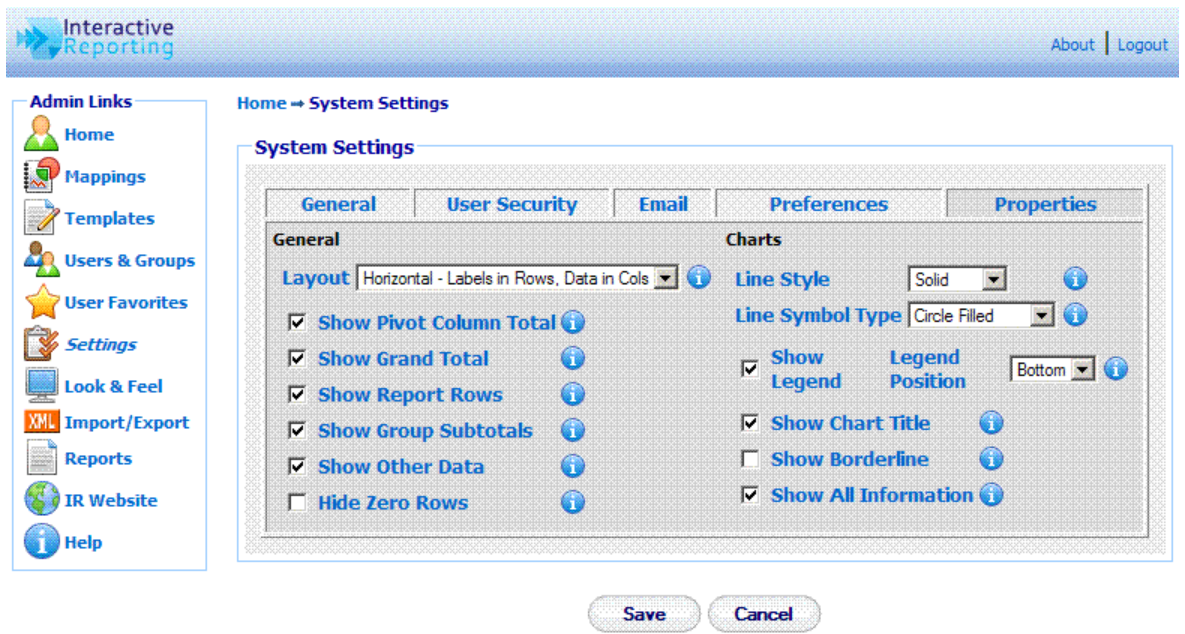 Interactive
Reporting
About | Logout
Admin Links
Home
Mappings
Templates
Users & Groups
User Favorites
Settings
Look & Feel
XML Import/Export
Reports
IR Website
Help
Home → System Settings
System Settings
General User Security Email Preferences Properties
General
Layout Horizontal - Labels in Rows, Data in Cols
Show Pivot Column Total
Show Grand Total
Show Report Rows
Show Group Subtotals
Show Other Data
Hide Zero Rows
Charts
Line Style Solid
Line Symbol Type Circle Filled
Show Legend
Legend Position Bottom
Show Chart Title
Show Borderline
Show All Information
Save Cancel